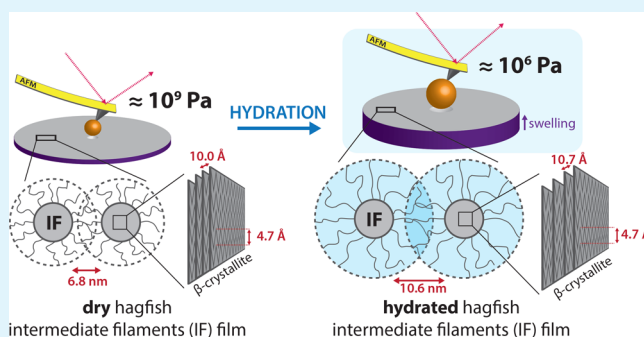 AFM
≈ 10⁹ Pa
HYDRATION
AFM
≈ 10⁶ Pa
swelling
IF
10.0 Å
4.7 Å
β-crystallite
6.8 nm
dry hagfish
intermediate filaments (IF) film
IF
10.7 Å
4.7 Å
β-crystallite
10.6 nm
hydrated hagfish
intermediate filaments (IF) film